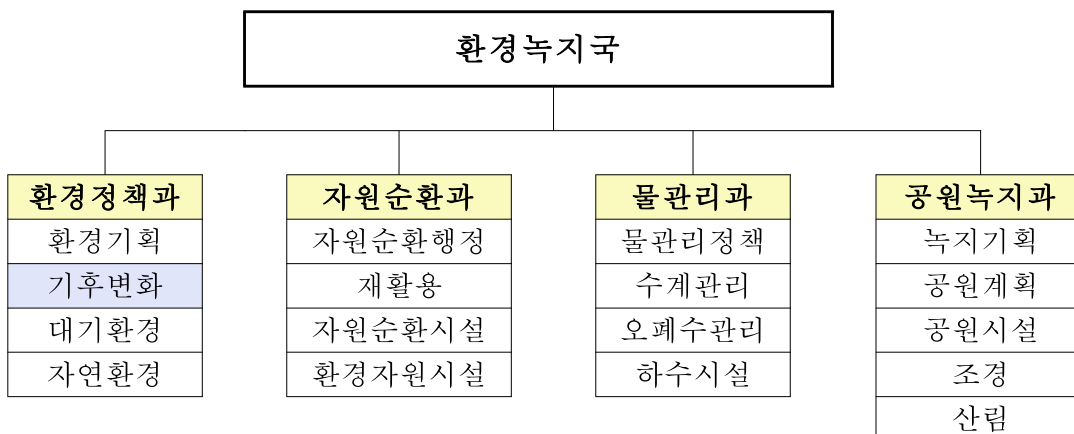 환경녹지국
환경정책과
환경기획
기후변화
대기환경
자연환경
자원순환과
자원순환행정
재활용
자원순환시설
환경자원시설
물관리과
물관리정책
수계관리
오폐수관리
하수시설
공원녹지과
녹지기획
공원계획
공원시설
조경
산림